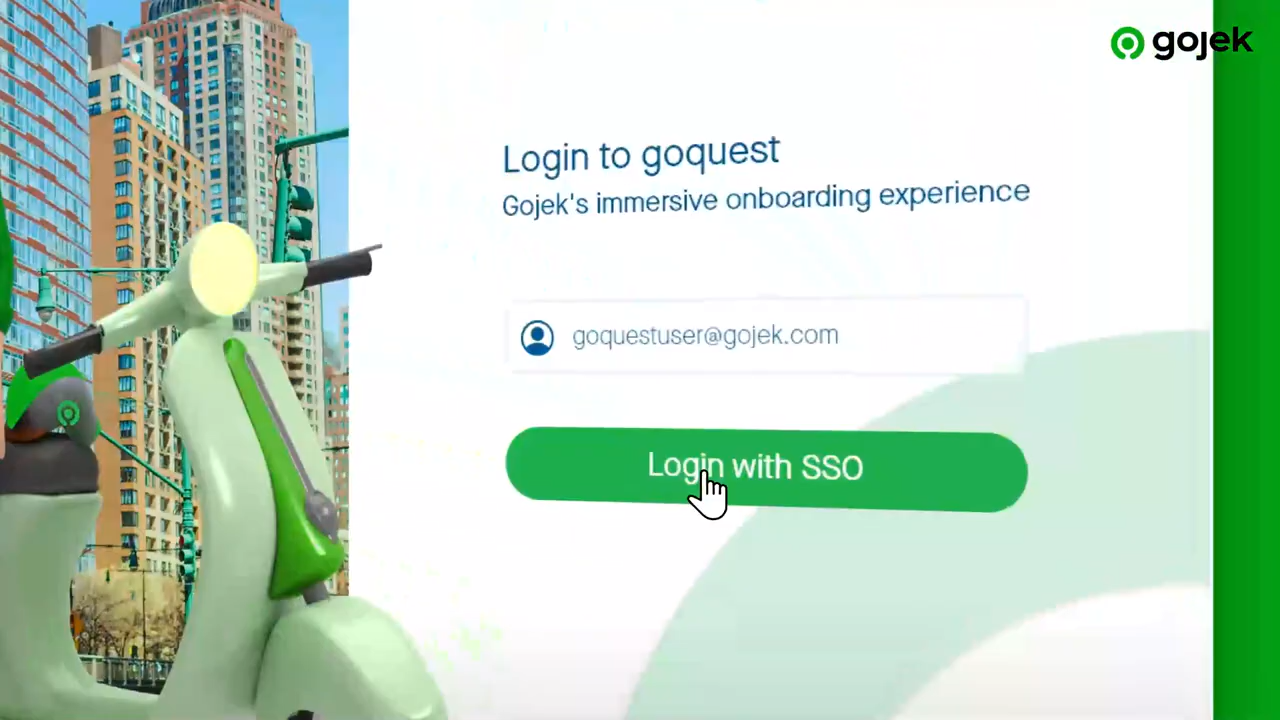 gojek
Login to goquest
Gojek's immersive onboarding experience
goquestuser@gojek.com
Login with SSO